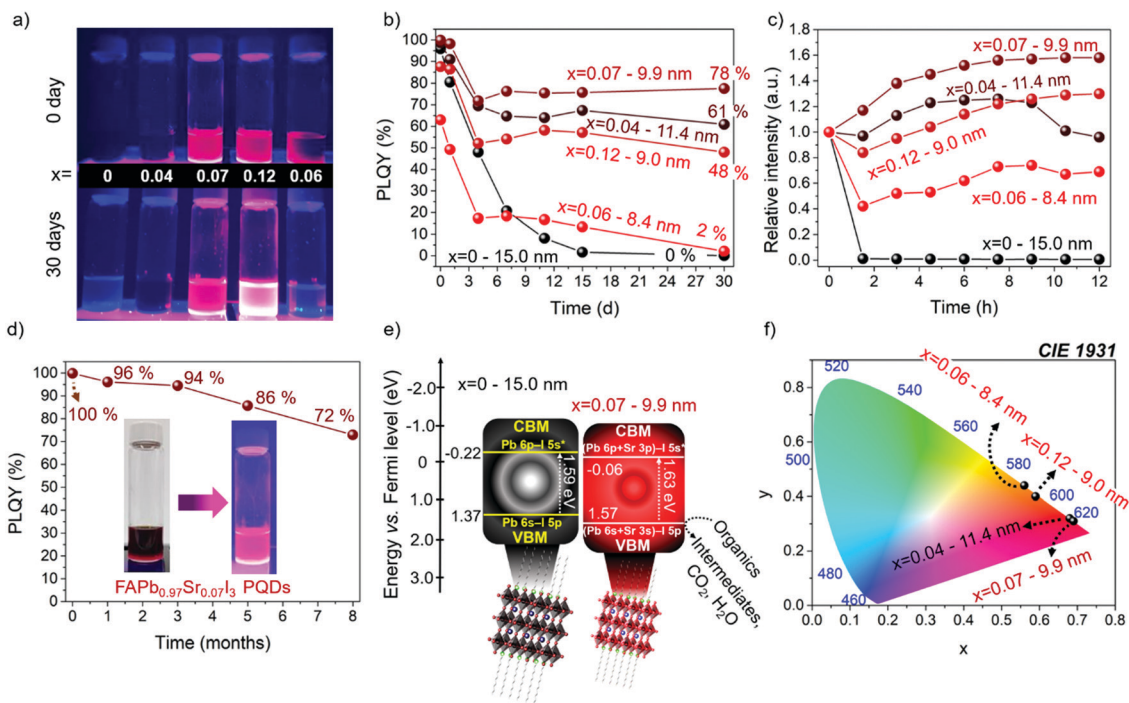 a)
0 day
x=
0
0.04
0.07
0.12
0.06
30 days
b)
PLQY (%)
100
90
80
70
60
50
40
30
20
10
0
x=0.07 - 9.9 nm
78 %
61 %
x=0.04 - 11.4 nm
x=0.12 - 9.0 nm
48 %
x=0.06 - 8.4 nm
2 %
x=0 - 15.0 nm
0 %
0 3 6 9 12 15 18 21 24 27 30
Time (d)
c)
Relative intensity (a.u.)
1.8
1.6
1.4
1.2
1.0
0.8
0.6
0.4
0.2
0.0
x=0.07 - 9.9 nm
x=0.04 - 11.4 nm
x=0.12 - 9.0 nm
x=0.06 - 8.4 nm
x=0 - 15.0 nm
0 2 4 6 8 10 12
Time (h)
d)
PLQY (%)
100
90
80
70
60
50
40
30
20
10
0
100 %
96 %
94 %
86 %
72 %
FAPb0.97Sr0.07I3 PQDs
0 1 2 3 4 5 6 7 8
Time (months)
e)
Energy vs. Fermi level (eV)
-2.0
-1.0
0
1.0
2.0
3.0
x=0 - 15.0 nm
CBM
Pb 6p–I 5s*
-0.22
1.59 eV
1.37
Pb 6s–I 5p
VBM
x=0.07 - 9.9 nm
CBM
(Pb 6p+Sr 3p)–I 5s*
-0.06
1.63 eV
1.57
(Pb 6s+Sr 3s)–I 5p
VBM
Organics
Intermediates,
CO2, H2O
f)
CIE 1931
y
0.8
0.6
0.4
0.2
0.0
520
540
560
580
600
620
500
480
460
x=0.06 - 8.4 nm
x=0.12 - 9.0 nm
x=0.04 - 11.4 nm
x=0.07 - 9.9 nm
0.0 0.1 0.2 0.3 0.4 0.5 0.6 0.7 0.8
x